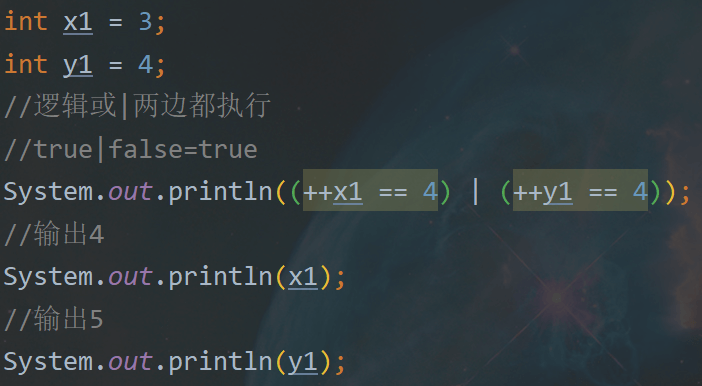 int x1 = 3;
int y1 = 4;
//逻辑或|两边都执行
//true|false=true
System.out.println((++x1 == 4) | (++y1 == 4));
//输出4
System.out.println(x1);
//输出5
System.out.println(y1);